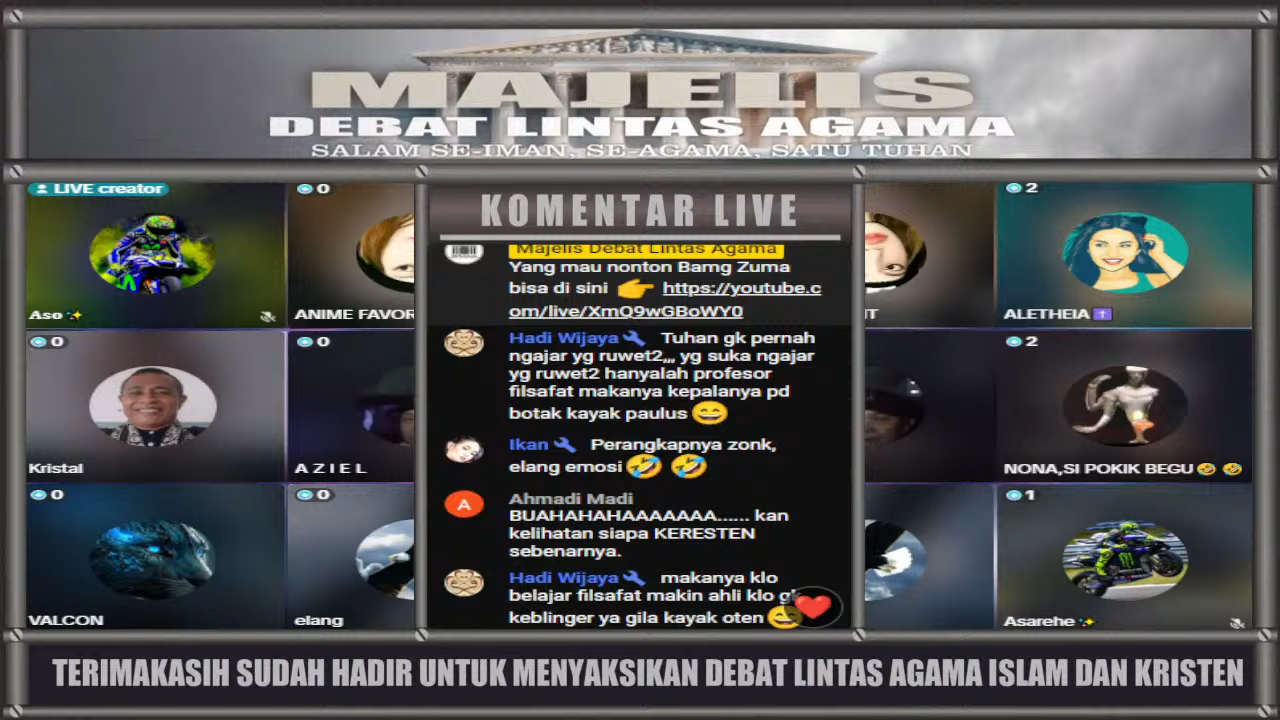 MAJELIS
DEBAT LINTAS AGAMA
SALAM SE-IMAN, SE-AGAMA, SATU TUHAN
LIVE creator
0
2
KOMENTAR LIVE
Aso
ANIME FAVOR
ALETHEIA
Majelis Debat Lintas Agama
Yang mau nonton Bamg Zuma
bisa di sini 👉 https://youtube.c
om/live/XmQ9wGBoWY0
Hadi Wijaya Tuhan gk pernah
ngajar yg ruwet2,,, yg suka ngajar
yg ruwet2 hanyalah profesor
filsafat makanya kepalanya pd
botak kayak paulus 😄
Ikan Perangkapnya zonk,
elang emosi 🤣 🤣
Ahmadi Madi
BUAHAHAHAAAAAAA...... kan
kelihatan siapa KERESTEN
sebenarnya.
Hadi Wijaya makanya klo
belajar filsafat makin ahli klo
keblinger ya gila kayak oten 😄
A
0
0
2
Kristal
A Z I E L
NONA,SI POKIK BEGU 🤣 🤣
0
0
1
VALCON
elang
Asarehe
TERIMAKASIH SUDAH HADIR UNTUK MENYAKSIKAN DEBAT LINTAS AGAMA ISLAM DAN KRISTEN